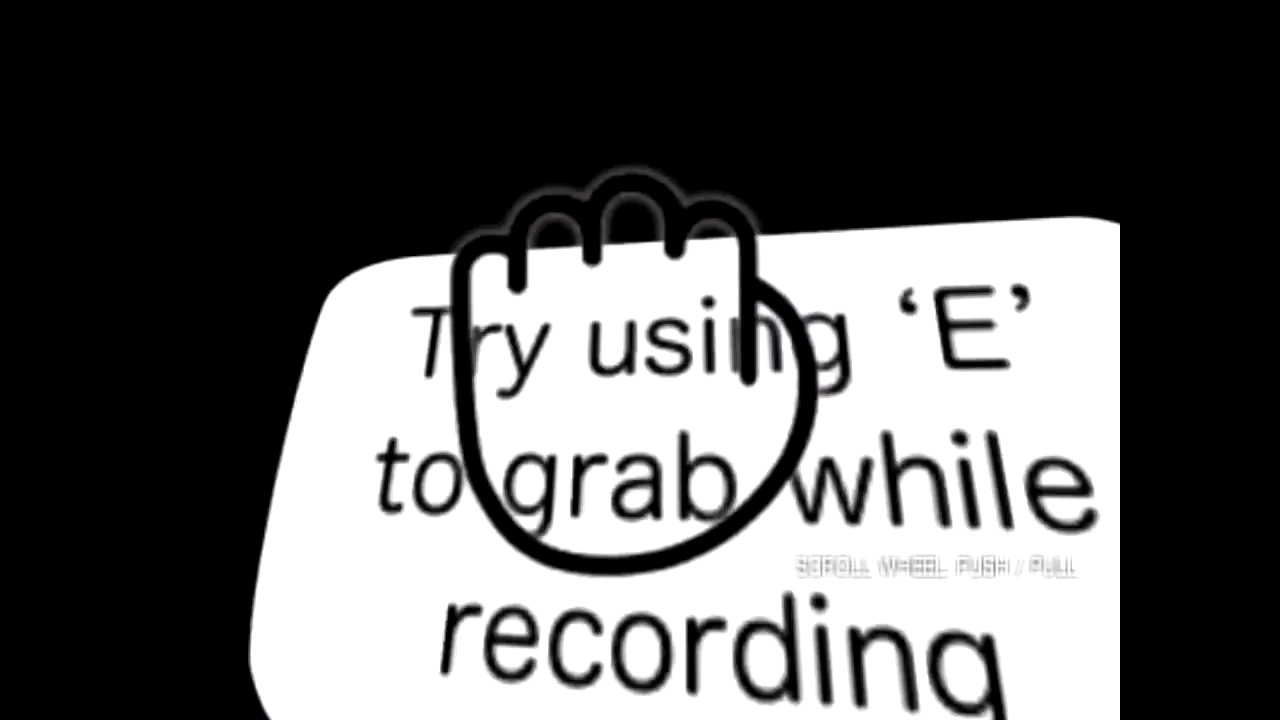 Try using ‘E’
to grab while
SCROLL WHEEL PUSH / PULL
recording